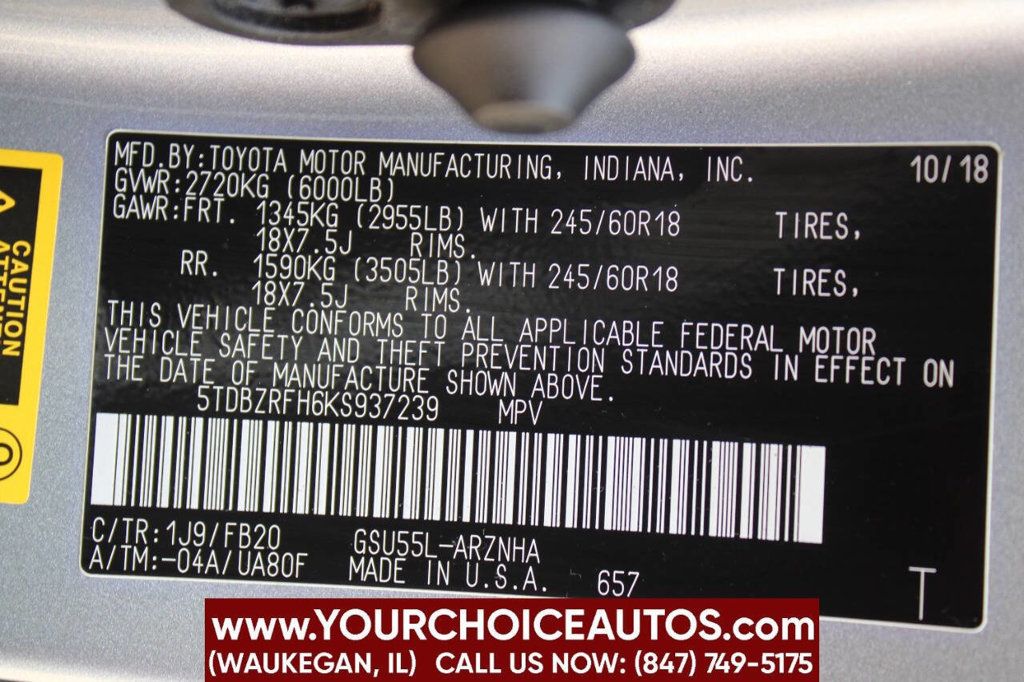 MFD.BY:TOYOTA MOTOR MANUFACTURING, INDIANA, INC. 10/18
GVWR:2720KG (6000LB)
GAWR:FRT. 1345KG (2955LB) WITH 245/60R18 TIRES,
18X7.5J RIMS.
RR. 1590KG (3505LB) WITH 245/60R18 TIRES,
18X7.5J RIMS.
THIS VEHICLE CONFORMS TO ALL APPLICABLE FEDERAL MOTOR
VEHICLE SAFETY AND THEFT PREVENTION STANDARDS IN EFFECT ON
THE DATE OF MANUFACTURE SHOWN ABOVE.
5TDBZRFH6KS937239 MPV
C/TR:1J9/FB20 GSU55L-ARZNHA
A/TM:-04A/UA80F MADE IN U.S.A. 657 T
CAUTION
www.YOURCHOICEAUTOS.com
(WAUKEGAN, IL) CALL US NOW: (847) 749-5175